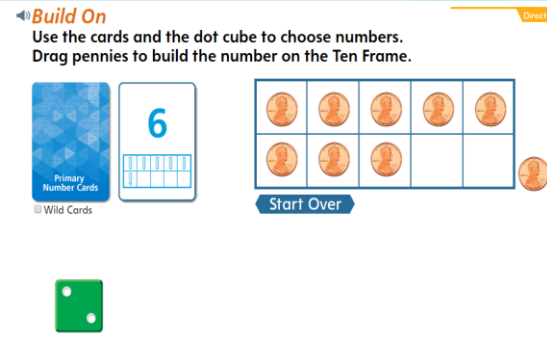 Build On
Direct
Use the cards and the dot cube to choose numbers.
Drag pennies to build the number on the Ten Frame.
6
Primary
Number Cards
Wild Cards
Start Over